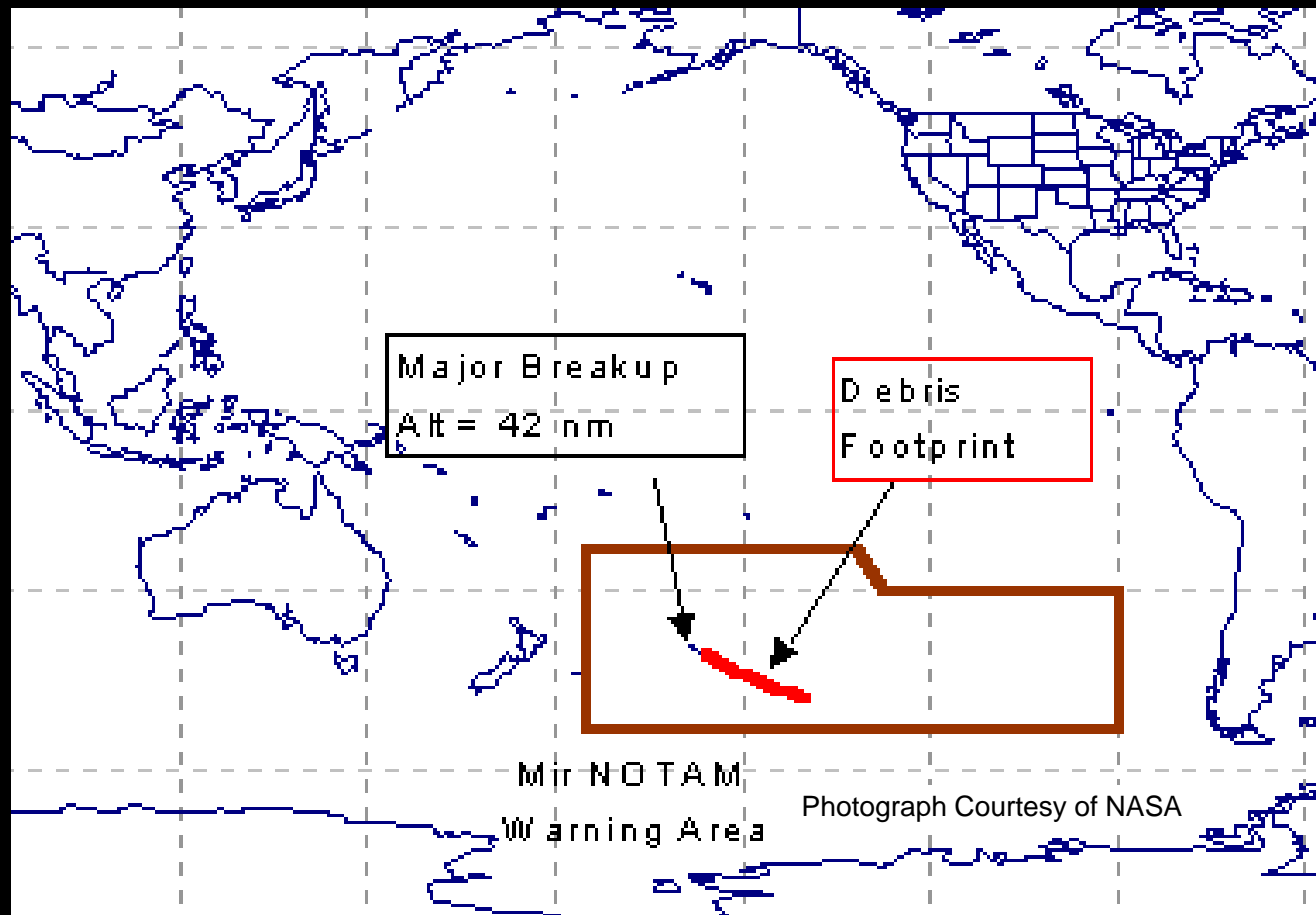 Major Breakup
Alt = 42 nm
Debris
Footprint
Mir NOTAM
Warning Area
Photograph Courtesy of NASA